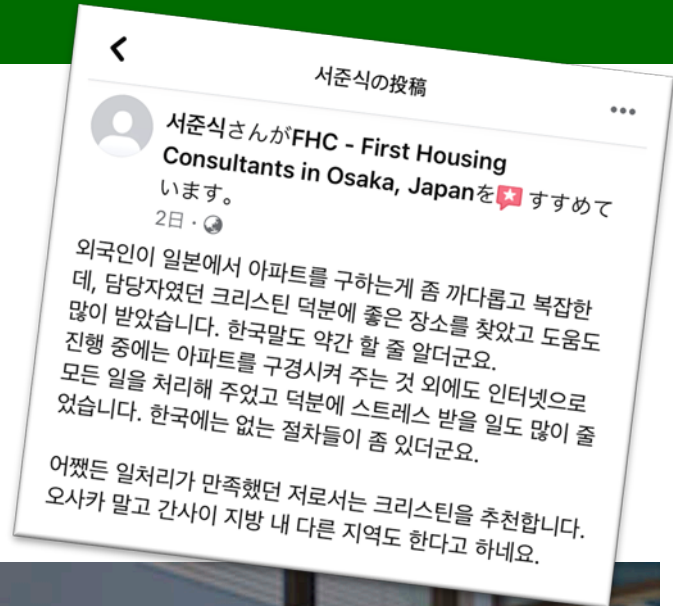 서준식の投稿
서준식さんがFHC - First Housing
Consultants in Osaka, Japanを すすめて
います。
2日 ·
외국인이 일본에서 아파트를 구하는게 좀 까다롭고 복잡한
데, 담당자였던 크리스틴 덕분에 좋은 장소를 찾았고 도움도
많이 받았습니다. 한국말도 약간 할 줄 알더군요.
진행 중에는 아파트를 구경시켜 주는 것 외에도 인터넷으로
모든 일을 처리해 주었고 덕분에 스트레스 받을 일도 많이 줄
었습니다. 한국에는 없는 절차들이 좀 있더군요.
어쨌든 일처리가 만족했던 저로서는 크리스틴을 추천합니다.
오사카 말고 간사이 지방 내 다른 지역도 한다고 하네요.